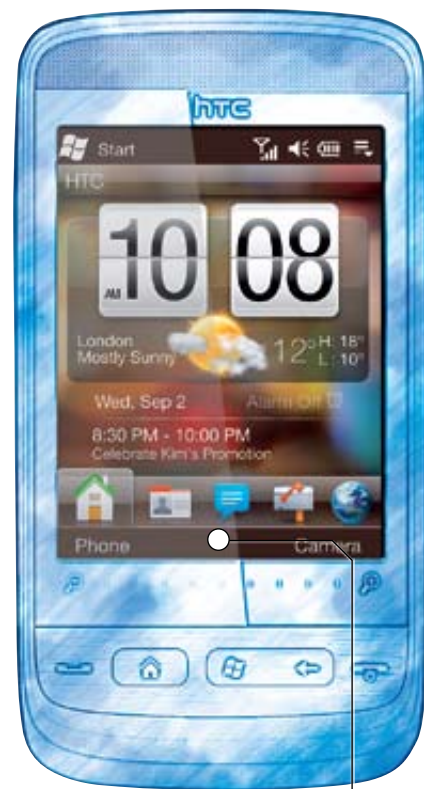 hTC
Start
HTC
10 08
AM
London
Mostly Sunny
12° H: 18°
L: 10°
Wed, Sep 2 Alarm Off
8:30 PM - 10:00 PM
Celebrate Kim's Promotion
Phone Camera